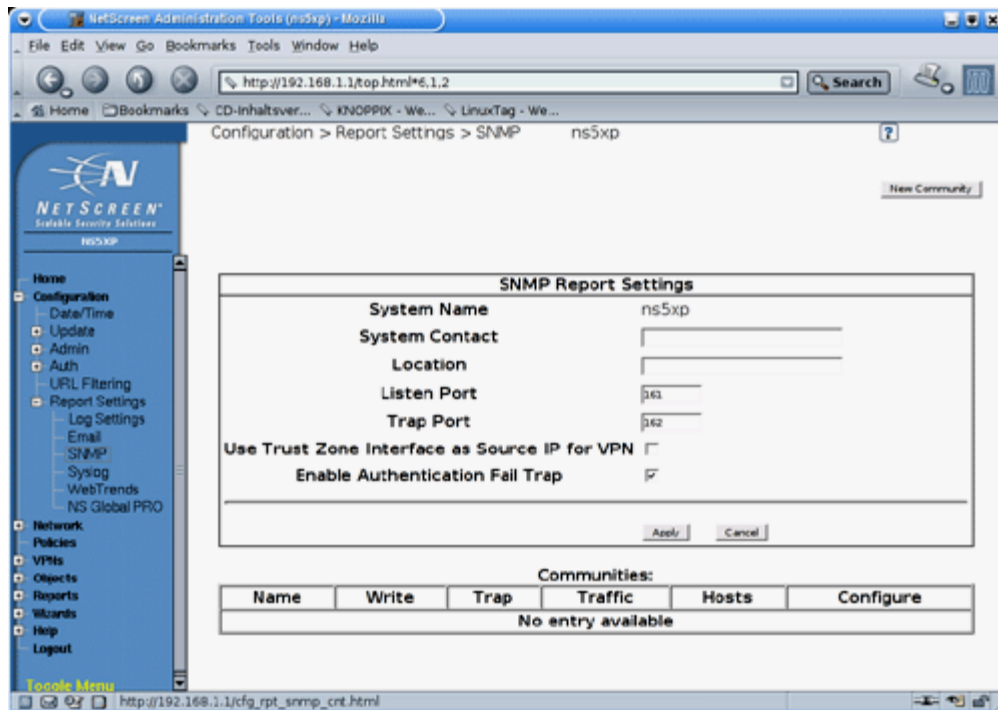 NetScreen Administration Tools (ns5xp) - Mozilla
File Edit View Go Bookmarks Tools Window Help
http://192.168.1.1/top.html#6,1,2 Search
Home Bookmarks CD-Inhaltsver... KNOPPIX - We... LinuxTag - We...
Configuration > Report Settings > SNMP ns5xp ?
N
NETSCREEN
Scalable Security Solutions
NS5XP
New Community
Home
Configuration
Date/Time
Update
Admin
Auth
URL Filtering
Report Settings
Log Settings
Email
SNMP
Syslog
WebTrends
NS Global PRO
Network
Policies
VPNs
Objects
Reports
Wizards
Help
Logout
Toggle Menu
SNMP Report Settings
System Name ns5xp
System Contact
Location
Listen Port 161
Trap Port 162
Use Trust Zone Interface as Source IP for VPN
Enable Authentication Fail Trap
Apply Cancel
Communities:
Name Write Trap Traffic Hosts Configure
No entry available
http://192.168.1.1/cfg_rpt_snmp_cnt.html